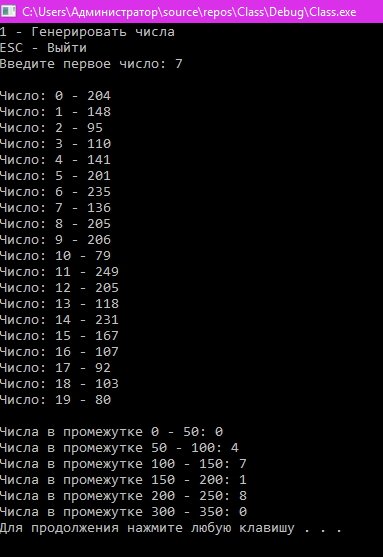 C:\Users\Администратор\source\repos\Class\Debug\Class.exe
1 - Генерировать числа
ESC - Выйти
Введите первое число: 7
Число: 0 - 204
Число: 1 - 148
Число: 2 - 95
Число: 3 - 110
Число: 4 - 141
Число: 5 - 201
Число: 6 - 235
Число: 7 - 136
Число: 8 - 205
Число: 9 - 206
Число: 10 - 79
Число: 11 - 249
Число: 12 - 205
Число: 13 - 118
Число: 14 - 231
Число: 15 - 167
Число: 16 - 107
Число: 17 - 92
Число: 18 - 103
Число: 19 - 80
Числа в промежутке 0 - 50: 0
Числа в промежутке 50 - 100: 4
Числа в промежутке 100 - 150: 7
Числа в промежутке 150 - 200: 1
Числа в промежутке 200 - 250: 8
Числа в промежутке 300 - 350: 0
Для продолжения нажмите любую клавишу . . .